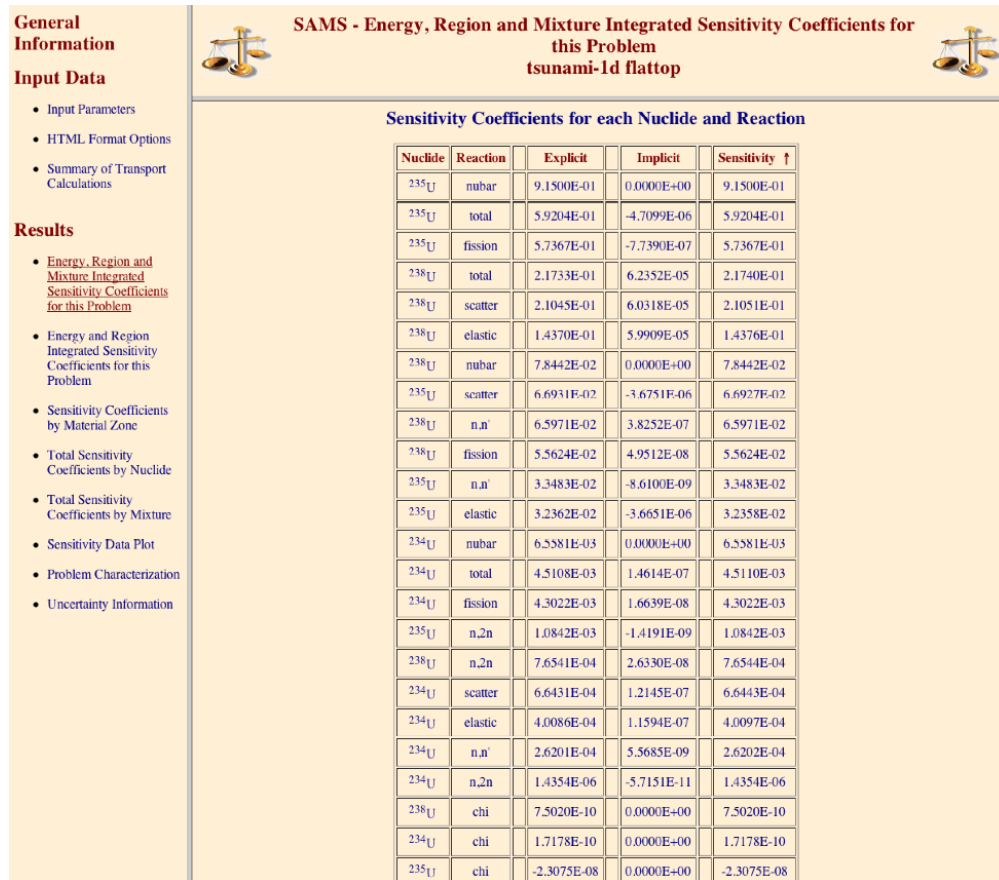 General
Information
Input Data
• Input Parameters
• HTML Format Options
• Summary of Transport
Calculations
Results
• Energy, Region and
Mixture Integrated
Sensitivity Coefficients
for this Problem
• Energy and Region
Integrated Sensitivity
Coefficients for this
Problem
• Sensitivity Coefficients
by Material Zone
• Total Sensitivity
Coefficients by Nuclide
• Total Sensitivity
Coefficients by Mixture
• Sensitivity Data Plot
• Problem Characterization
• Uncertainty Information
SAMS - Energy, Region and Mixture Integrated Sensitivity Coefficients for
this Problem
tsunami-1d flattop
Sensitivity Coefficients for each Nuclide and Reaction
Nuclide Reaction Explicit Implicit Sensitivity ↑
²³⁵U nubar 9.1500E-01 0.0000E+00 9.1500E-01
²³⁵U total 5.9204E-01 -4.7099E-06 5.9204E-01
²³⁵U fission 5.7367E-01 -7.7390E-07 5.7367E-01
²³⁸U total 2.1733E-01 6.2352E-05 2.1740E-01
²³⁸U scatter 2.1045E-01 6.0318E-05 2.1051E-01
²³⁸U elastic 1.4370E-01 5.9909E-05 1.4376E-01
²³⁸U nubar 7.8442E-02 0.0000E+00 7.8442E-02
²³⁵U scatter 6.6931E-02 -3.6751E-06 6.6927E-02
²³⁸U n,n' 6.5971E-02 3.8252E-07 6.5971E-02
²³⁸U fission 5.5624E-02 4.9512E-08 5.5624E-02
²³⁵U n,n' 3.3483E-02 -8.6100E-09 3.3483E-02
²³⁵U elastic 3.2362E-02 -3.6651E-06 3.2358E-02
²³⁴U nubar 6.5581E-03 0.0000E+00 6.5581E-03
²³⁴U total 4.5108E-03 1.4614E-07 4.5110E-03
²³⁴U fission 4.3022E-03 1.6639E-08 4.3022E-03
²³⁵U n,2n 1.0842E-03 -1.4191E-09 1.0842E-03
²³⁸U n,2n 7.6541E-04 2.6330E-08 7.6544E-04
²³⁴U scatter 6.6431E-04 1.2145E-07 6.6443E-04
²³⁴U elastic 4.0086E-04 1.1594E-07 4.0097E-04
²³⁴U n,n' 2.6201E-04 5.5685E-09 2.6202E-04
²³⁴U n,2n 1.4354E-06 -5.7151E-11 1.4354E-06
²³⁸U chi 7.5020E-10 0.0000E+00 7.5020E-10
²³⁴U chi 1.7178E-10 0.0000E+00 1.7178E-10
²³⁵U chi -2.3075E-08 0.0000E+00 -2.3075E-08